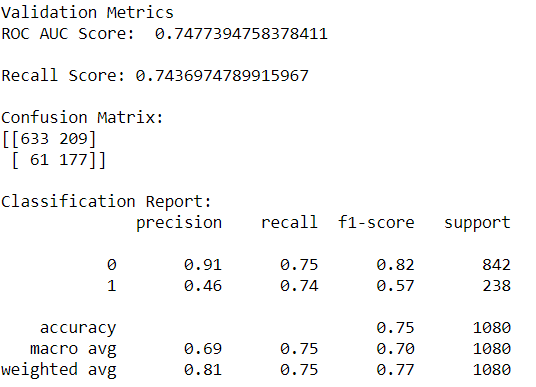 Validation Metrics
ROC AUC Score:  0.7477394758378411
Recall Score: 0.7436974789915967
Confusion Matrix:
[[633 209]
 [ 61 177]]
Classification Report:
              precision    recall  f1-score   support
           0       0.91      0.75      0.82       842
           1       0.46      0.74      0.57       238
    accuracy                           0.75      1080
   macro avg       0.69      0.75      0.70      1080
weighted avg       0.81      0.75      0.77      1080